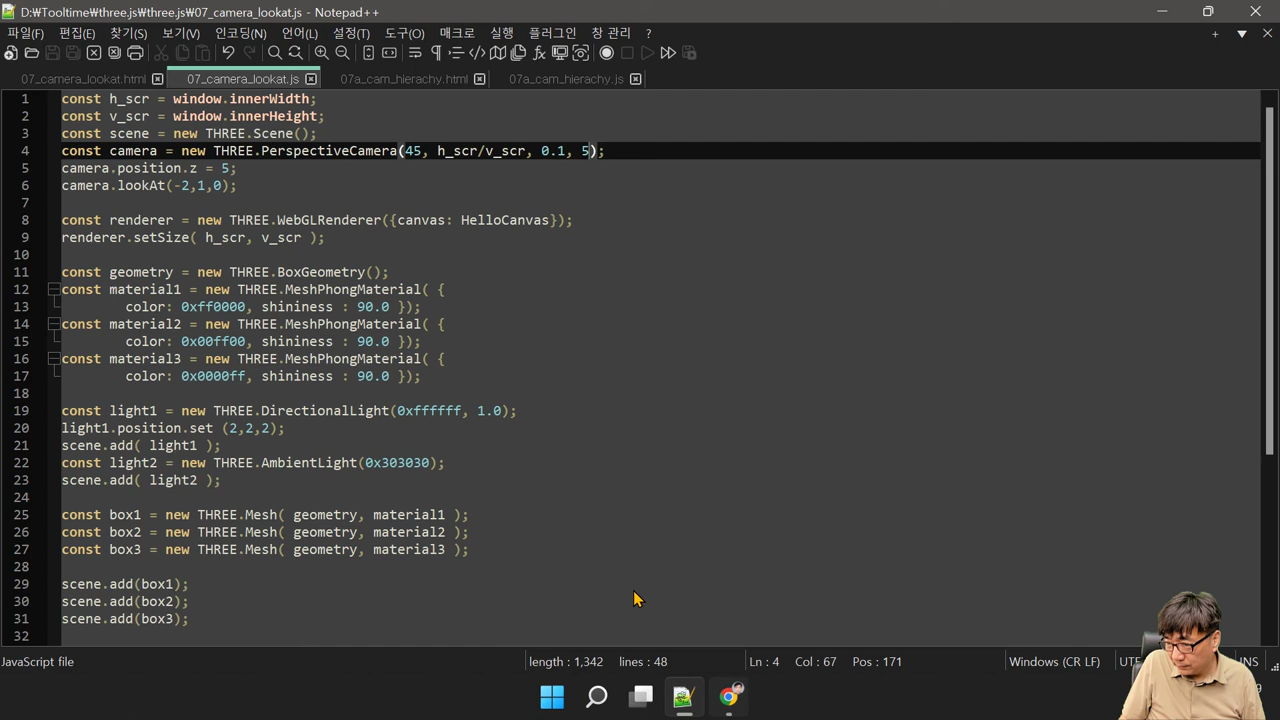 D:\Tooltime\three.js\three.js\07_camera_lookat.js - Notepad++
파일(F) 편집(E) 찾기(S) 보기(V) 인코딩(N) 언어(L) 설정(T) 도구(O) 매크로 실행 플러그인 창 관리 ?
07_camera_lookat.html 07_camera_lookat.js 07a_cam_hierachy.html 07a_cam_hierachy.js
1 const h_scr = window.innerWidth;
2 const v_scr = window.innerHeight;
3 const scene = new THREE.Scene();
4 const camera = new THREE.PerspectiveCamera(45, h_scr/v_scr, 0.1, 5);
5 camera.position.z = 5;
6 camera.lookAt(-2,1,0);
7
8 const renderer = new THREE.WebGLRenderer({canvas: HelloCanvas});
9 renderer.setSize( h_scr, v_scr );
10
11 const geometry = new THREE.BoxGeometry();
12 const material1 = new THREE.MeshPhongMaterial( {
13 color: 0xff0000, shininess : 90.0 });
14 const material2 = new THREE.MeshPhongMaterial( {
15 color: 0x00ff00, shininess : 90.0 });
16 const material3 = new THREE.MeshPhongMaterial( {
17 color: 0x0000ff, shininess : 90.0 });
18
19 const light1 = new THREE.DirectionalLight(0xffffff, 1.0);
20 light1.position.set (2,2,2);
21 scene.add( light1 );
22 const light2 = new THREE.AmbientLight(0x303030);
23 scene.add( light2 );
24
25 const box1 = new THREE.Mesh( geometry, material1 );
26 const box2 = new THREE.Mesh( geometry, material2 );
27 const box3 = new THREE.Mesh( geometry, material3 );
28
29 scene.add(box1);
30 scene.add(box2);
31 scene.add(box3);
32
JavaScript file length : 1,342 lines : 48 Ln : 4 Col : 67 Pos : 171 Windows (CR LF) INS